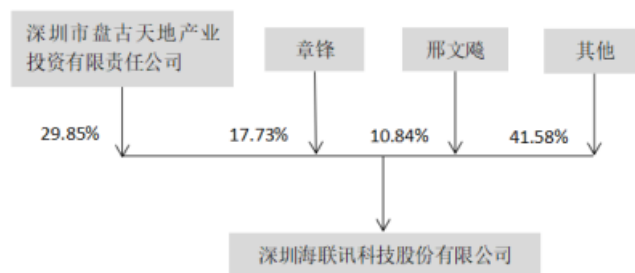 深圳市盘古天地产业
投资有限责任公司
章锋
邢文飚
其他
29.85%
17.73%
10.84%
41.58%
深圳海联讯科技股份有限公司